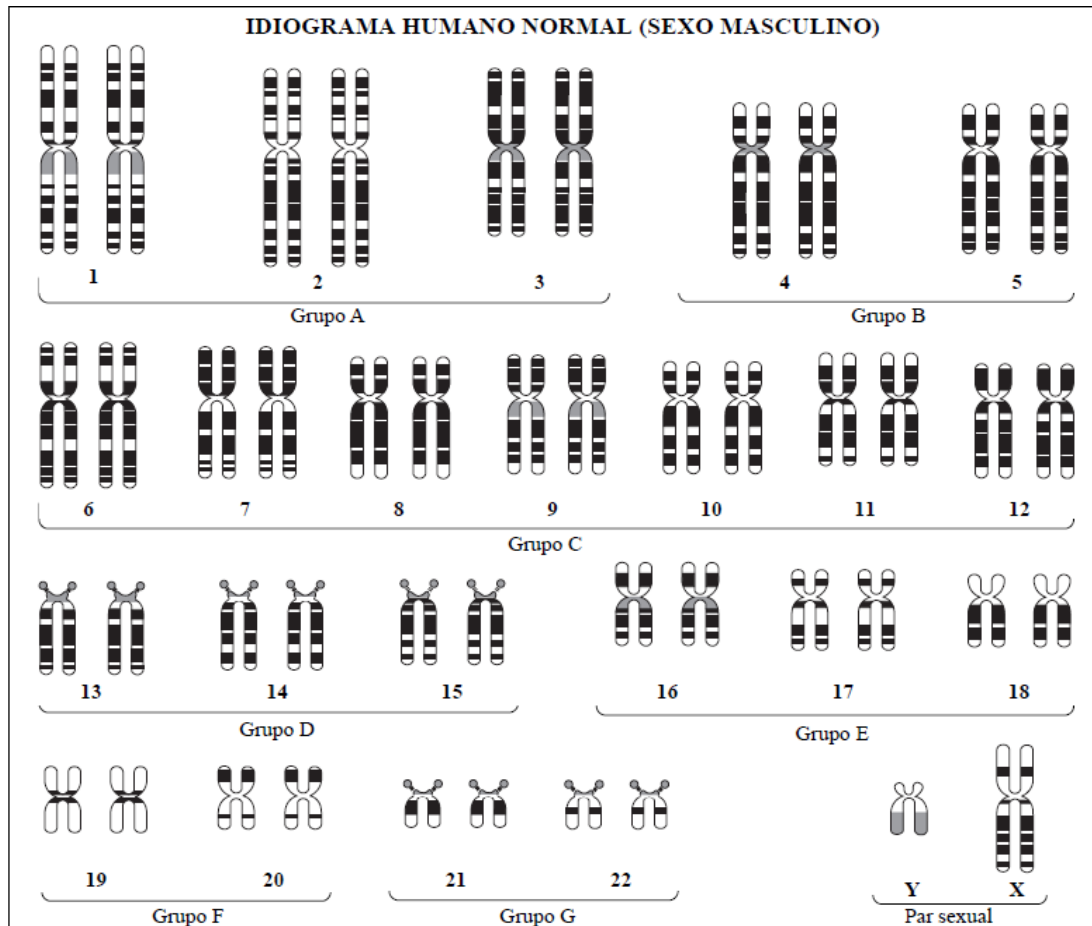 IDIOGRAMA HUMANO NORMAL (SEXO MASCULINO)
1 2 3 4 5
Grupo A Grupo B
6 7 8 9 10 11 12
Grupo C
13 14 15 16 17 18
Grupo D Grupo E
19 20 21 22 Y X
Grupo F Grupo G Par sexual